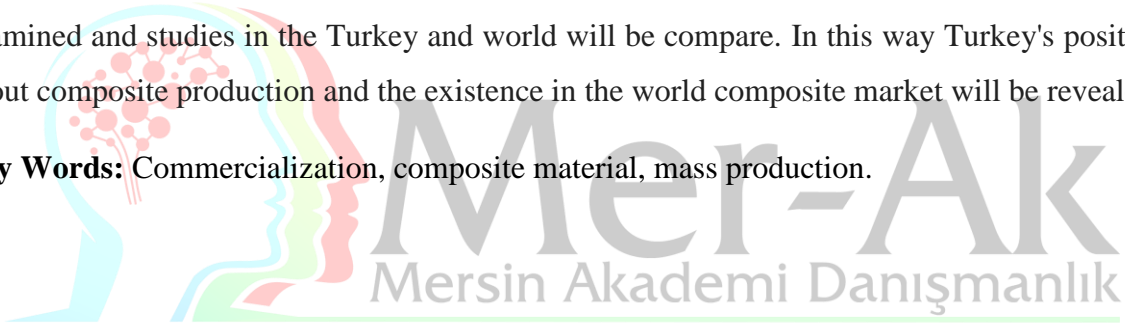 amined and studies in the Turkey and world will be compare. In this way Turkey's posit
out composite production and the existence in the world composite market will be reveal
y Words: Commercialization, composite material, mass production.
Mer-Ak
Mersin Akademi Danışmanlık